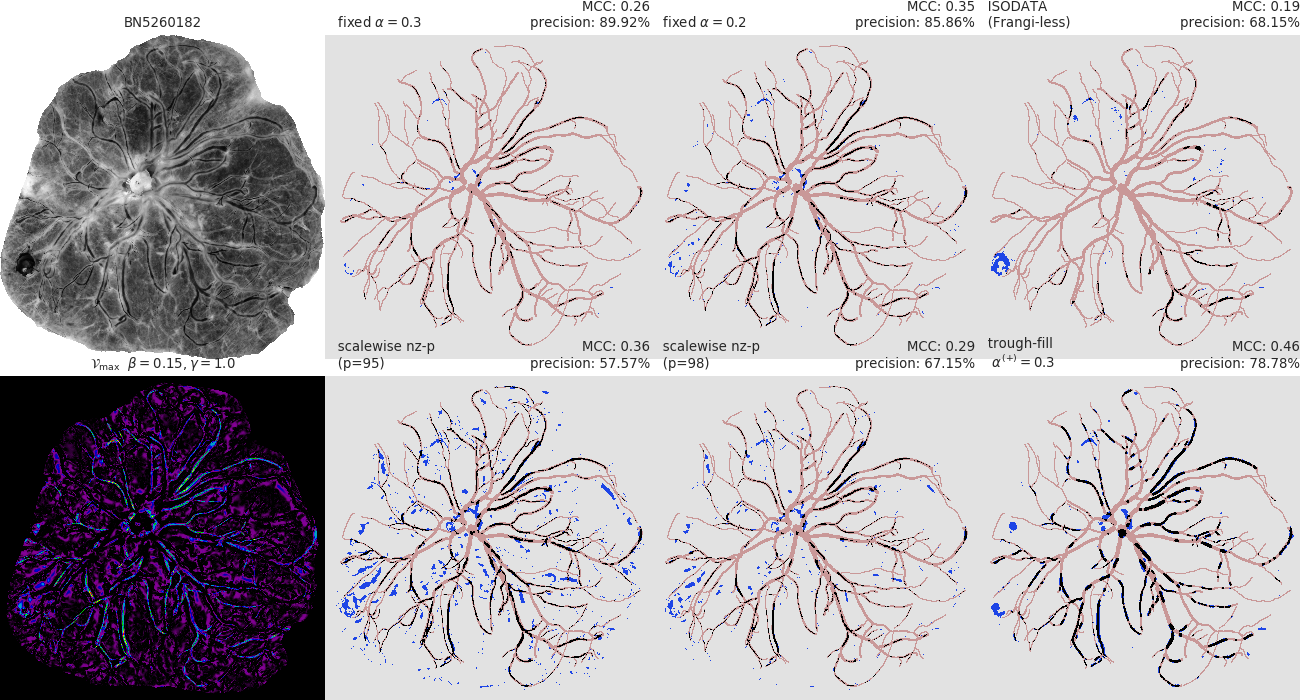 BN5260182
fixed α = 0.3
MCC: 0.26
precision: 89.92%
fixed α = 0.2
MCC: 0.35
precision: 85.86%
ISODATA
(Frangi-less)
MCC: 0.19
precision: 68.15%
𝒱max β = 0.15, γ = 1.0
scalewise nz-p
(p=95)
MCC: 0.36
precision: 57.57%
scalewise nz-p
(p=98)
MCC: 0.29
precision: 67.15%
trough-fill
α(+) = 0.3
MCC: 0.46
precision: 78.78%